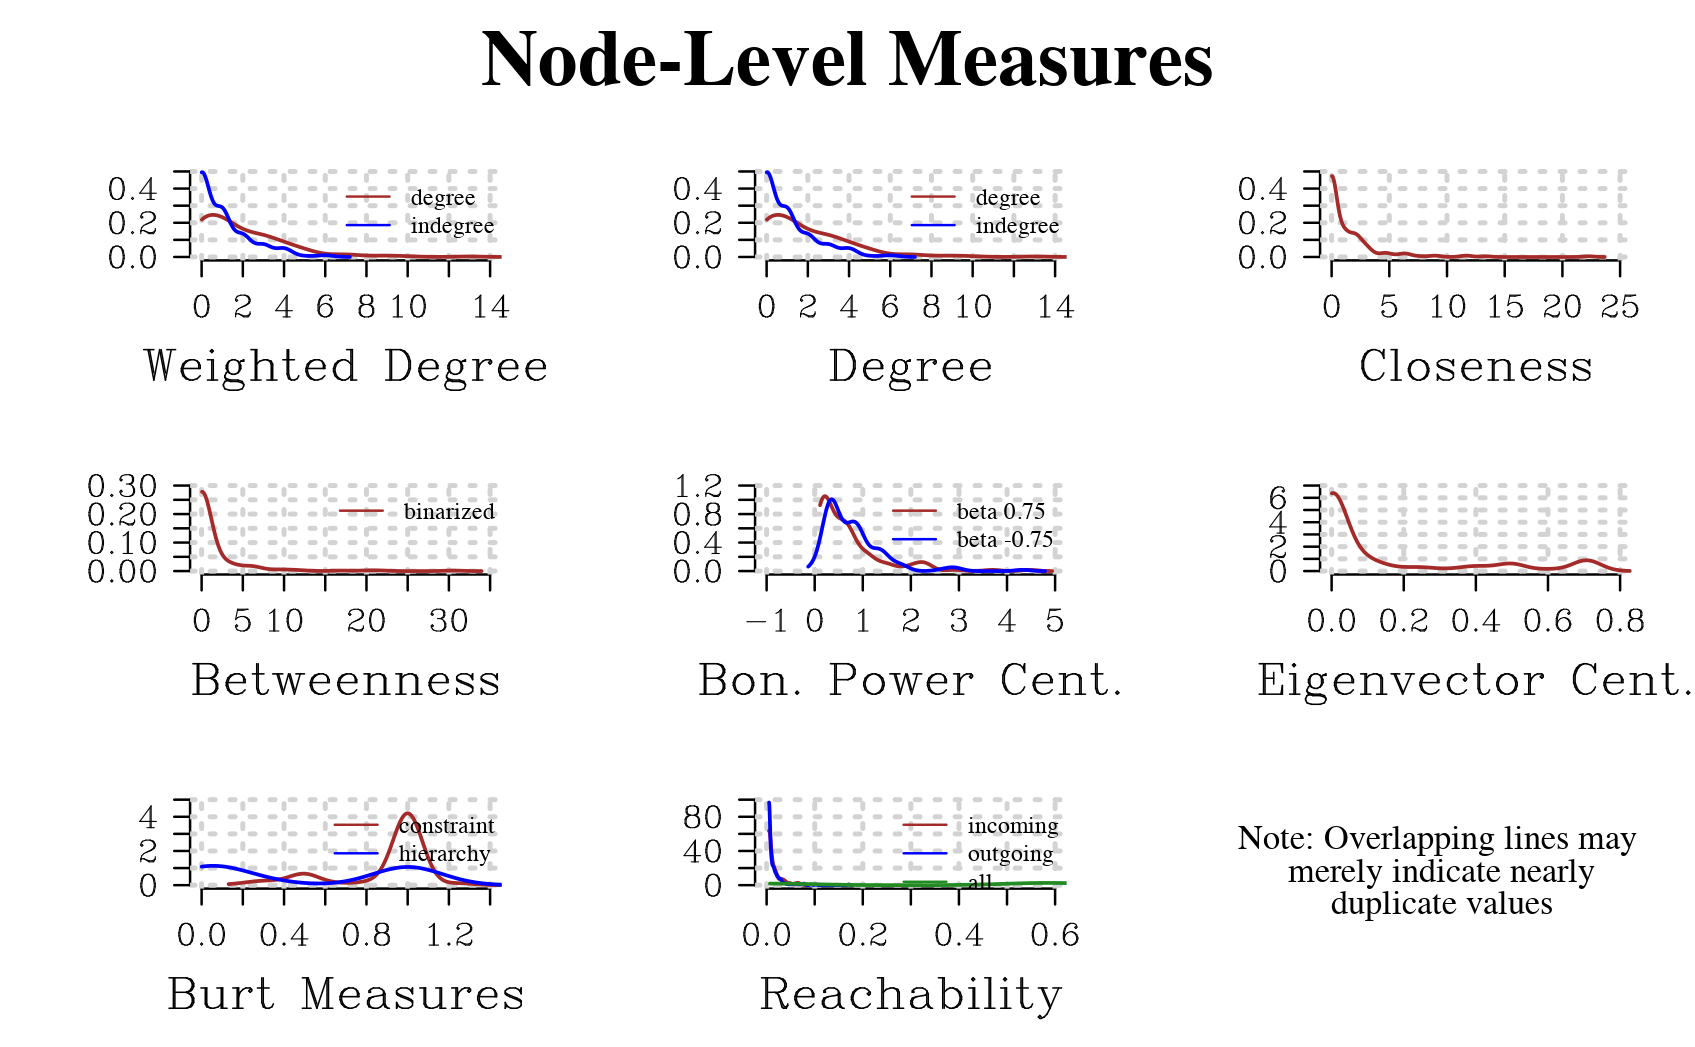 Node-Level Measures
0.4
0.2
0.0
degree
indegree
0 2 4 6 8 10 14
Weighted Degree
0.4
0.2
0.0
degree
indegree
0 2 4 6 8 10 14
Degree
0.4
0.2
0.0
0 5 10 15 20 25
Closeness
0.30
0.20
0.10
0.00
binarized
0 5 10 20 30
Betweenness
1.2
0.8
0.4
0.0
beta 0.75
beta -0.75
−1 0 1 2 3 4 5
Bon. Power Cent.
6
4
2
0
0.0 0.2 0.4 0.6 0.8
Eigenvector Cent.
4
2
0
constraint
hierarchy
0.0 0.4 0.8 1.2
Burt Measures
80
40
0
incoming
outgoing
all
0.0 0.2 0.4 0.6
Reachability
Note: Overlapping lines may
merely indicate nearly
duplicate values